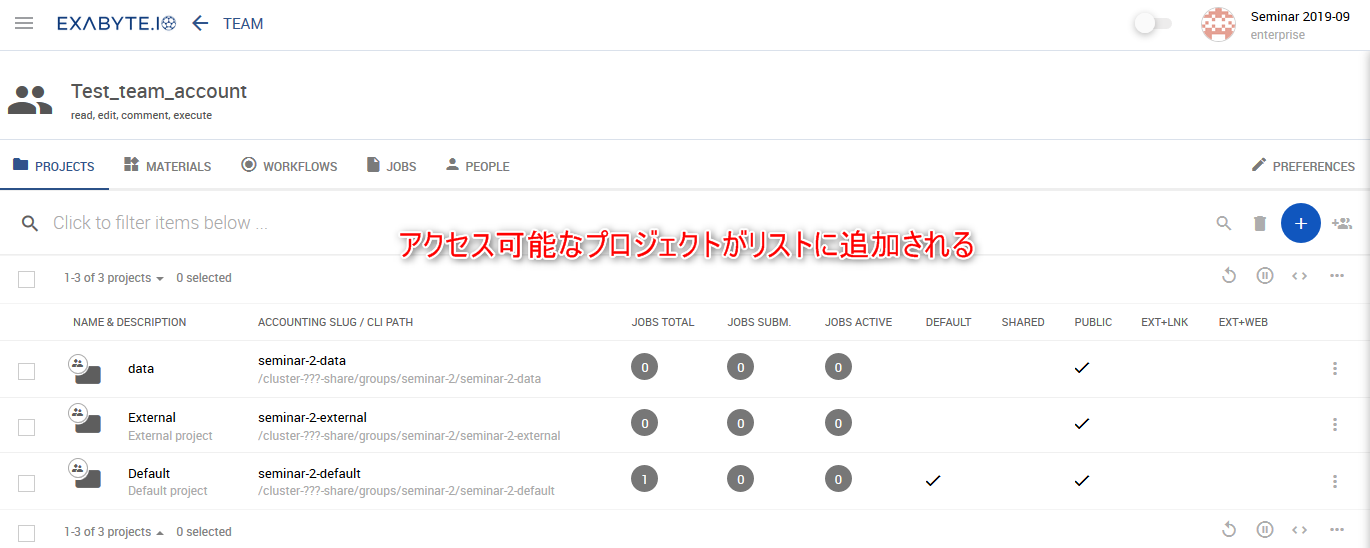 EXABYTE.IO TEAM Seminar 2019-09
enterprise
Test_team_account
read, edit, comment, execute
PROJECTS MATERIALS WORKFLOWS JOBS PEOPLE PREFERENCES
Click to filter items below ...
アクセス可能なプロジェクトがリストに追加される
1-3 of 3 projects 0 selected
NAME & DESCRIPTION ACCOUNTING SLUG / CLI PATH JOBS TOTAL JOBS SUBM. JOBS ACTIVE DEFAULT SHARED PUBLIC EXT+LNK EXT+WEB
data seminar-2-data 0 0 0
/cluster-???-share/groups/seminar-2/seminar-2-data
External seminar-2-external 0 0 0
External project /cluster-???-share/groups/seminar-2/seminar-2-external
Default seminar-2-default 1 0 0
Default project /cluster-???-share/groups/seminar-2/seminar-2-default
1-3 of 3 projects 0 selected